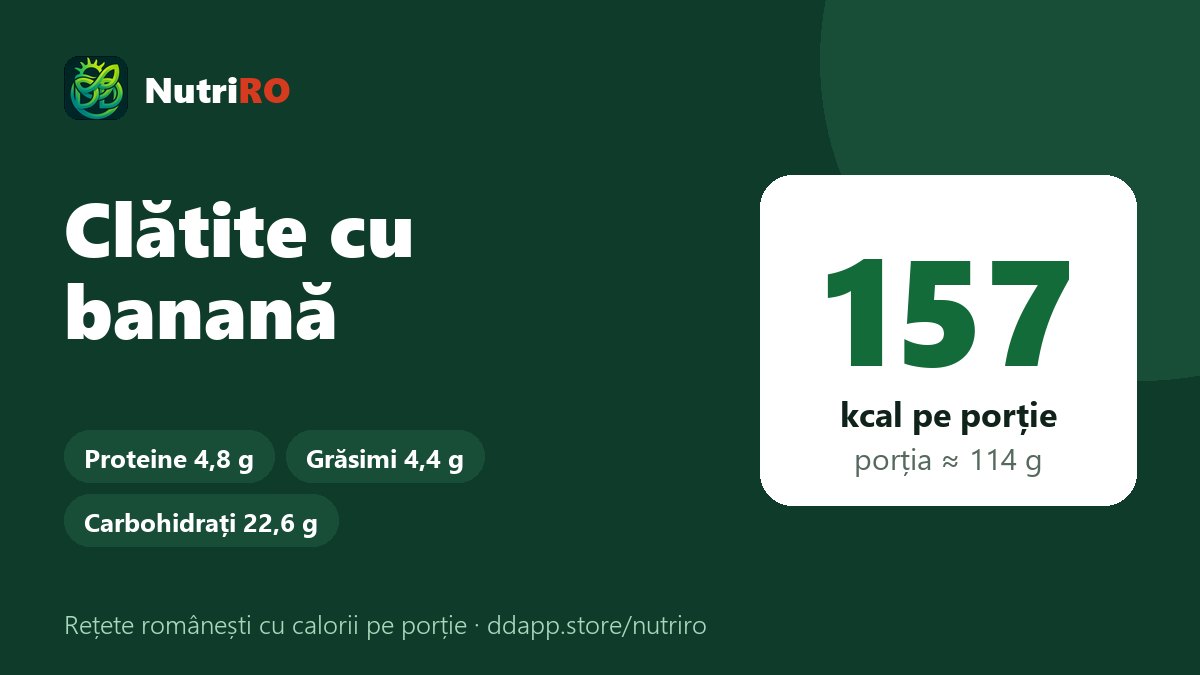 NutriRO
Clătite cu
banană
157
kcal pe porție
porția ≈ 114 g
Proteine 4,8 g
Grăsimi 4,4 g
Carbohidrați 22,6 g
Rețete românești cu calorii pe porție · ddapp.store/nutriro